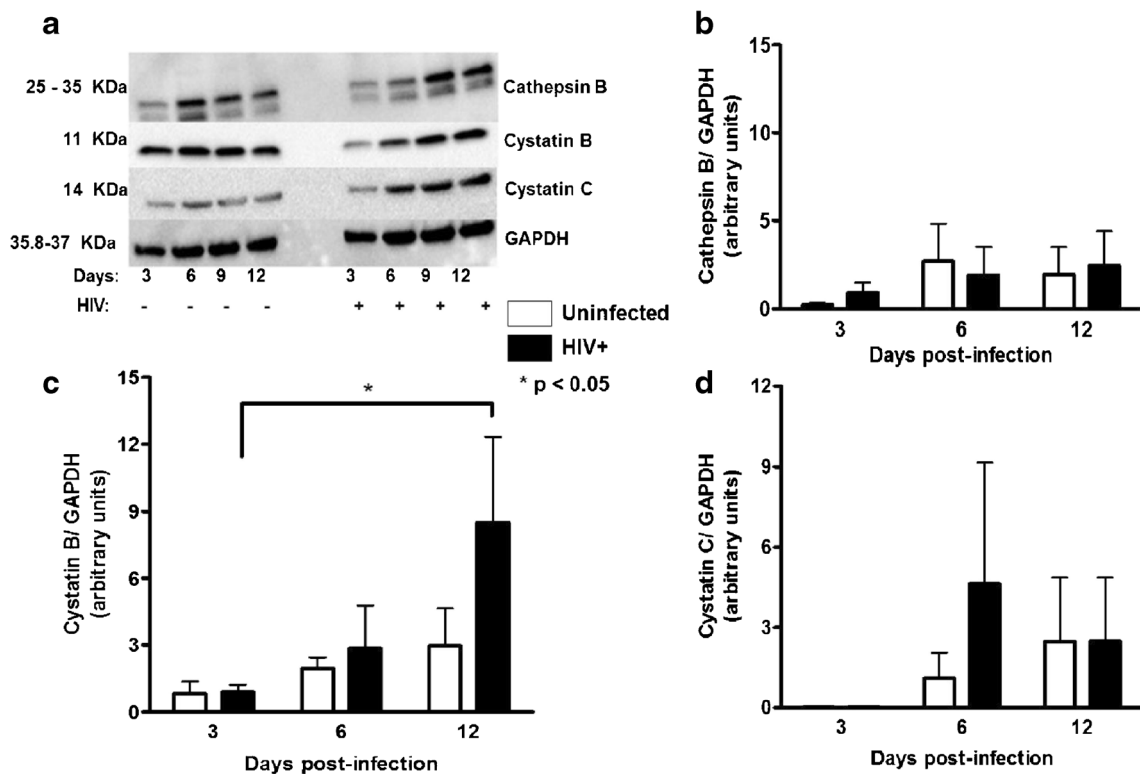 a
25 - 35 KDa
Cathepsin B
11 KDa
Cystatin B
14 KDa
Cystatin C
35.8-37 KDa
GAPDH
Days: 3 6 9 12 3 6 9 12
HIV: - - - - + + + +
Uninfected
HIV+
* p < 0.05
b
Cathepsin B/ GAPDH
(arbitrary units)
15
10
5
0
3 6 12
Days post-infection
c
Cystatin B/ GAPDH
(arbitrary units)
15
12
9
6
3
0
*
3 6 12
Days post-infection
d
Cystatin C/ GAPDH
(arbitrary units)
12
9
6
3
0
3 6 12
Days post-infection